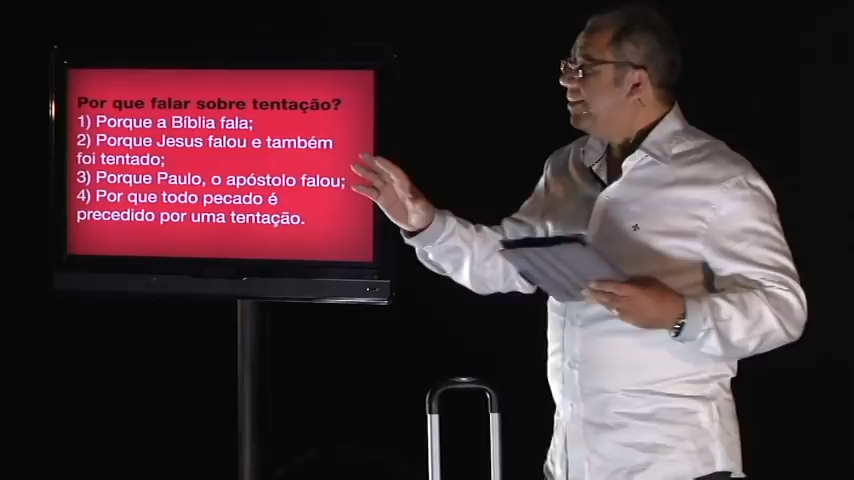 Por que falar sobre tentação?
1) Porque a Bíblia fala;
2) Porque Jesus falou e também
foi tentado;
3) Porque Paulo, o apóstolo falou;
4) Por que todo pecado é
precedido por uma tentação.